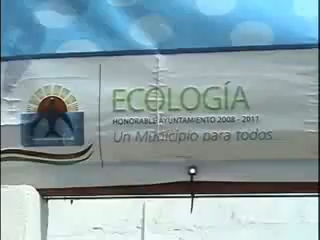 ECOLOGÍA
HONORABLE AYUNTAMIENTO 2008 - 2011
Un Municipio para todos